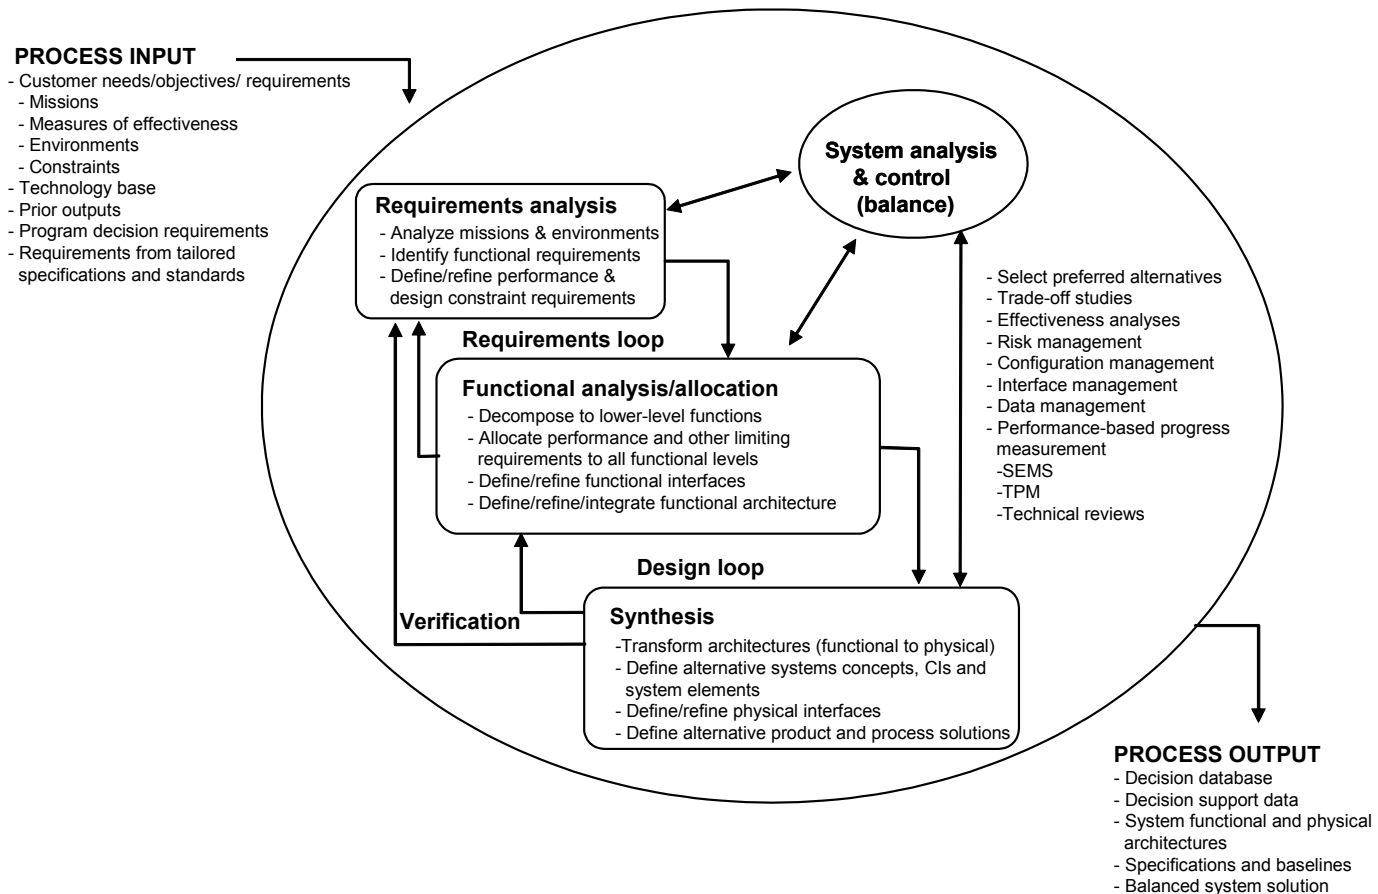 PROCESS INPUT
- Customer needs/objectives/ requirements
- Missions
- Measures of effectiveness
- Environments
- Constraints
- Technology base
- Prior outputs
- Program decision requirements
- Requirements from tailored
specifications and standards
System analysis
& control
(balance)
Requirements analysis
- Analyze missions & environments
- Identify functional requirements
- Define/refine performance &
design constraint requirements
- Select preferred alternatives
- Trade-off studies
- Effectiveness analyses
- Risk management
- Configuration management
- Interface management
- Data management
- Performance-based progress
measurement
-SEMS
-TPM
-Technical reviews
Requirements loop
Functional analysis/allocation
- Decompose to lower-level functions
- Allocate performance and other limiting
requirements to all functional levels
- Define/refine functional interfaces
- Define/refine/integrate functional architecture
Design loop
Verification
Synthesis
-Transform architectures (functional to physical)
- Define alternative systems concepts, CIs and
system elements
- Define/refine physical interfaces
- Define alternative product and process solutions
PROCESS OUTPUT
- Decision database
- Decision support data
- System functional and physical
architectures
- Specifications and baselines
- Balanced system solution